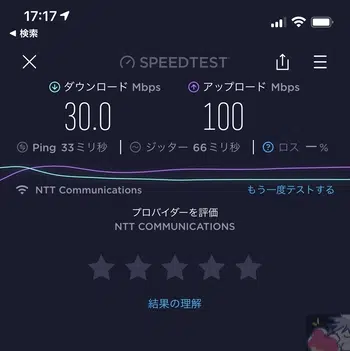 17:17
検索
SPEEDTEST
ダウンロード Mbps アップロード Mbps
30.0 100
Ping 33ミリ秒 ジッター 66ミリ秒 ロス ー%
NTT Communications もう一度テストする
プロバイダーを評価
NTT COMMUNICATIONS
結果の理解